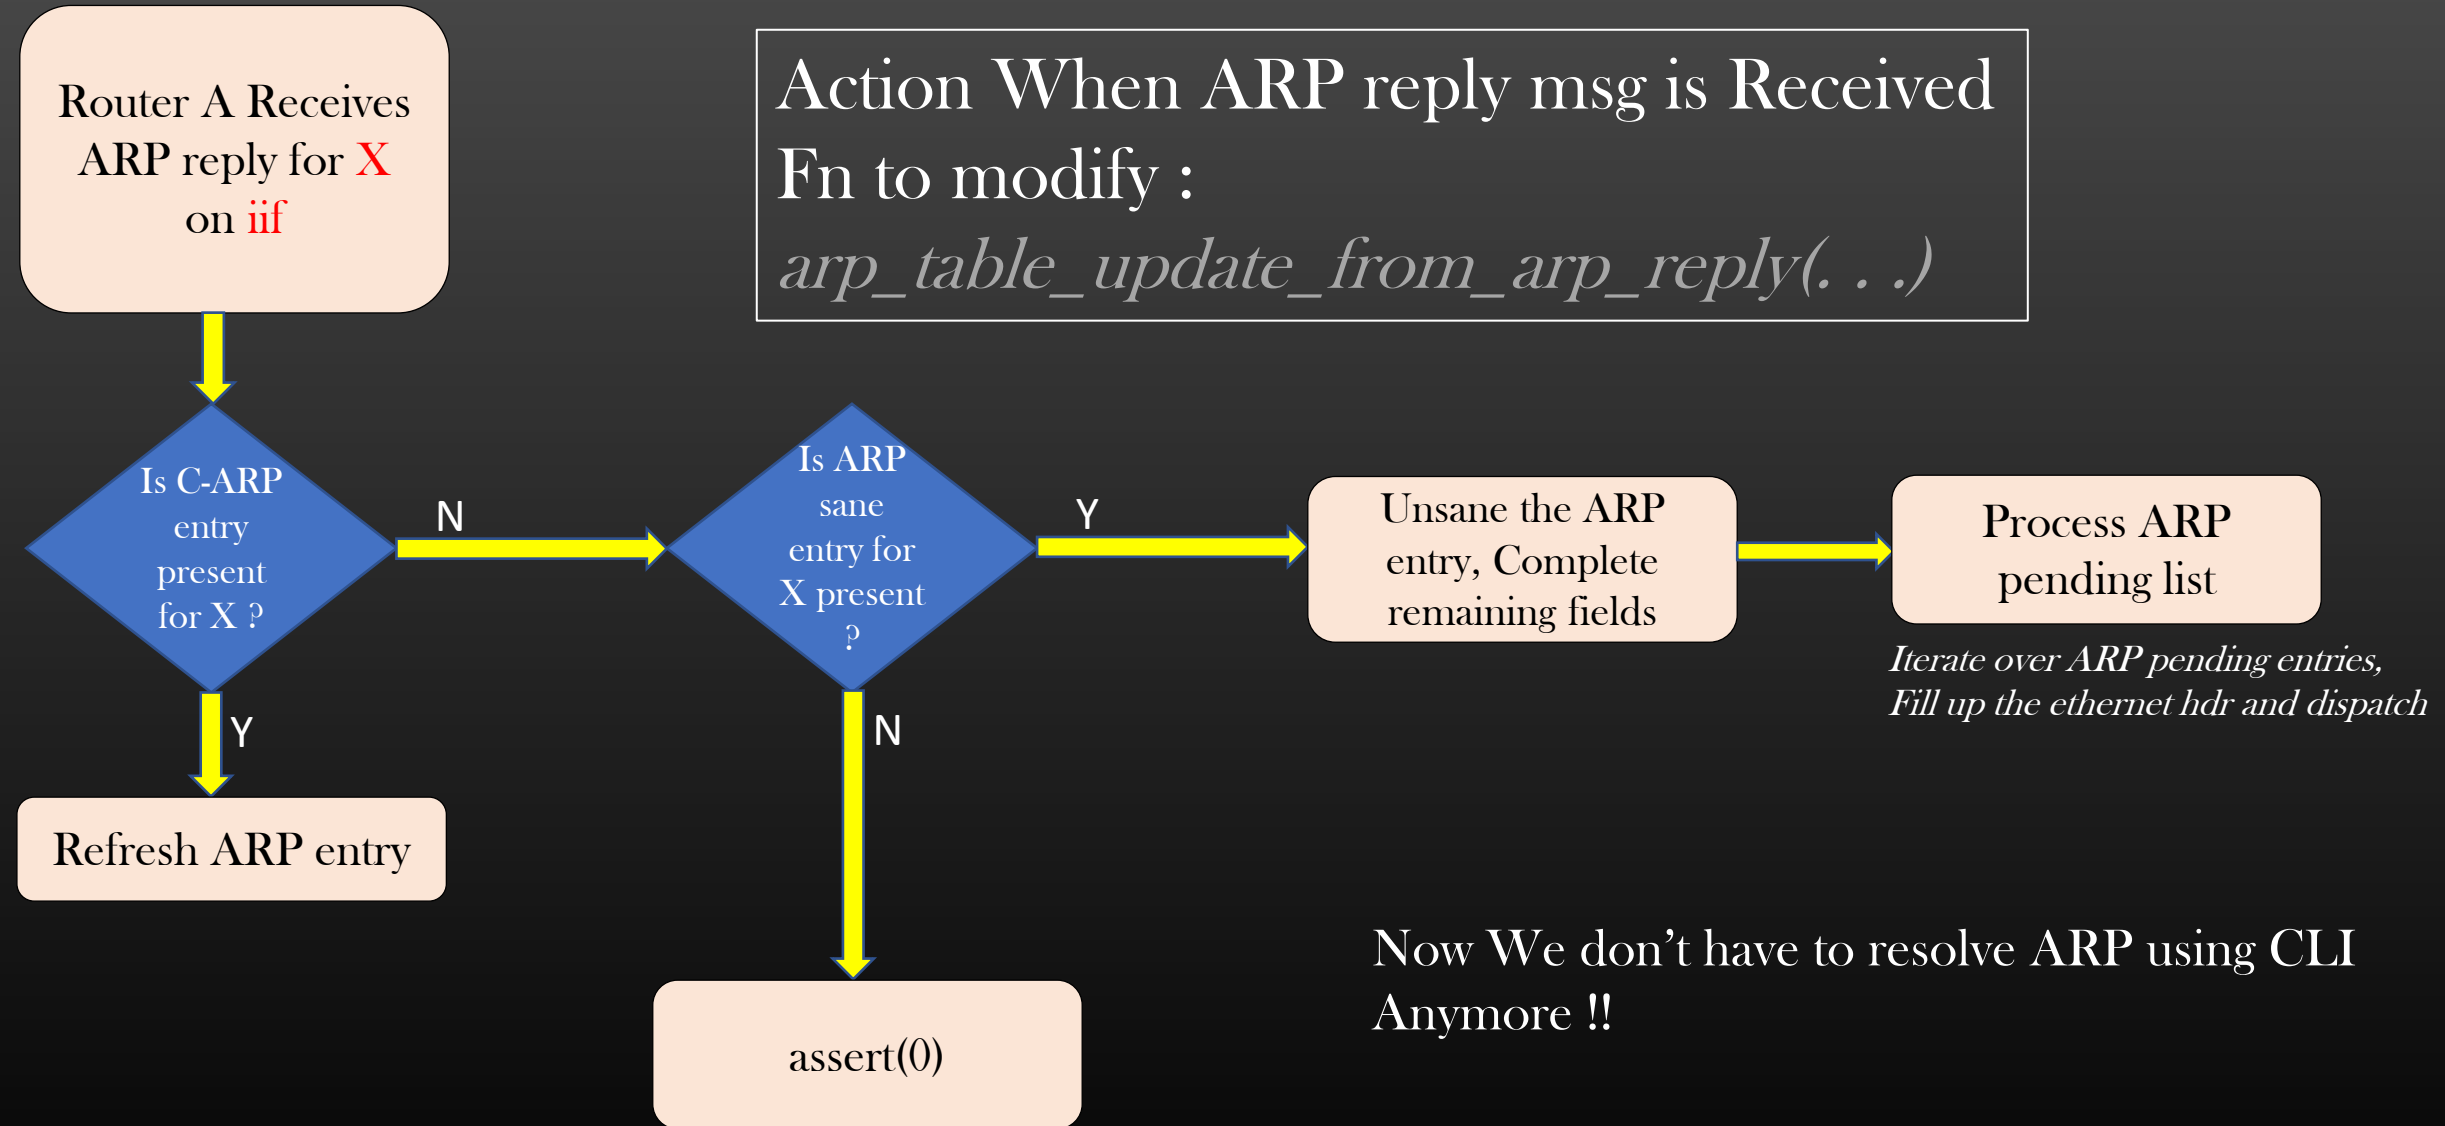 Router A Receives
ARP reply for X
on iif
Action When ARP reply msg is Received
Fn to modify :
arp_table_update_from_arp_reply(. . .)
Is C-ARP
entry
present
for X ?
N
Y
Refresh ARP entry
Is ARP
sane
entry for
X present
?
Y
N
assert(0)
Unsane the ARP
entry, Complete
remaining fields
Process ARP
pending list
Iterate over ARP pending entries,
Fill up the ethernet hdr and dispatch
Now We don’t have to resolve ARP using CLI
Anymore !!